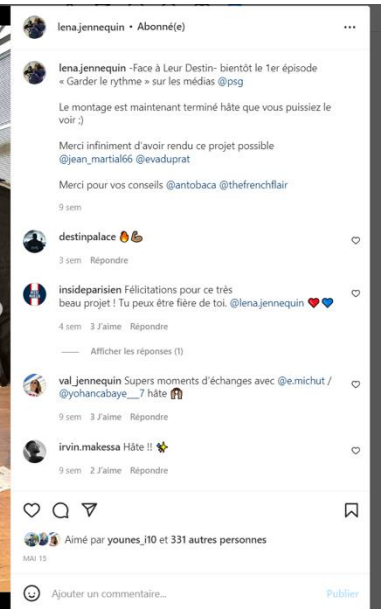 lena.jennequin • Abonné(e)
lena.jennequin -Face à Leur Destin- bientôt le 1er épisode
« Garder le rythme » sur les médias @psg
Le montage est maintenant terminé hâte que vous puissiez le
voir ;)
Merci infiniment d'avoir rendu ce projet possible
@jean_martial66 @evaduprat
Merci pour vos conseils @antobaca @thefrenchflair
9 sem
destinpalace 🔥💪
3 sem Répondre
insideparisien Félicitations pour ce très
beau projet ! Tu peux être fière de toi. @lena.jennequin ❤️💙
4 sem 3 J'aime Répondre
Afficher les réponses (1)
val_jennequin Supers moments d'échanges avec @e.michut /
@yohancabaye__7 hâte 🙌
9 sem 3 J'aime Répondre
irvin.makessa Hâte !! ✨
9 sem 2 J'aime Répondre
Aimé par younes_i10 et 331 autres personnes
MAI 15
Ajouter un commentaire... Publier